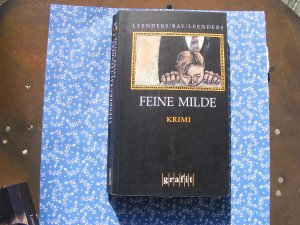 LEENDERS/BAY/LEENDERS
FEINE MILDE
KRIMI
grafit